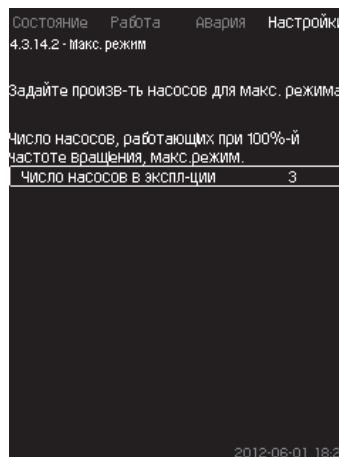 Состояние Работа Авария Настройки
4.3.14.2 - Макс. режим
Задайте произв-ть насосов для макс. режима
Число насосов, работающих при 100%-й
частоте вращения, макс.режим.
Число насосов в экспл-ции 3
2012-06-01 18:2